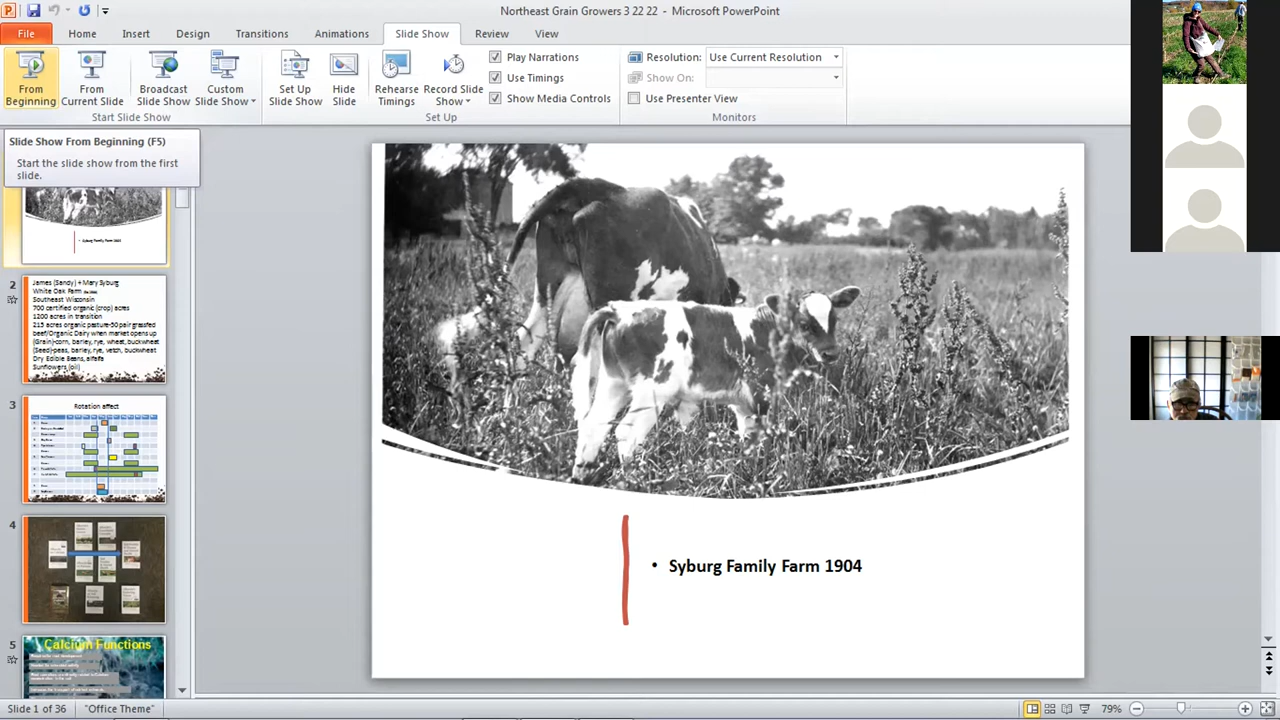 Northeast Grain Growers 3 22 22 - Microsoft PowerPoint
File Home Insert Design Transitions Animations Slide Show Review View
From Beginning
From Current Slide
Broadcast Slide Show
Custom Slide Show
Start Slide Show
Set Up Slide Show
Hide Slide
Rehearse Timings
Record Slide Show
Play Narrations
Use Timings
Show Media Controls
Set Up
Resolution: Use Current Resolution
Show On:
Use Presenter View
Monitors
Slide Show From Beginning (F5)
Start the slide show from the first
slide.
• Syburg Family Farm 1904
2
James (Sandy) + Mary Syburg
White Oak Farm
Southeast Wisconsin
700 certified organic (crop) acres
1200 acres in transition
215 acres organic pasture-50 pair grassfed
beef/Organic Dairy when market opens up
(Grain)-corn, barley, rye, wheat, buckwheat
(Seed)-peas, barley, rye, vetch, buckwheat
Dry Edible Beans, alfalfa
Sunflowers (oil)
3
Rotation affect
4
5
Calcium Functions
• Syburg Family Farm 1904
Slide 1 of 36 "Office Theme" 79%